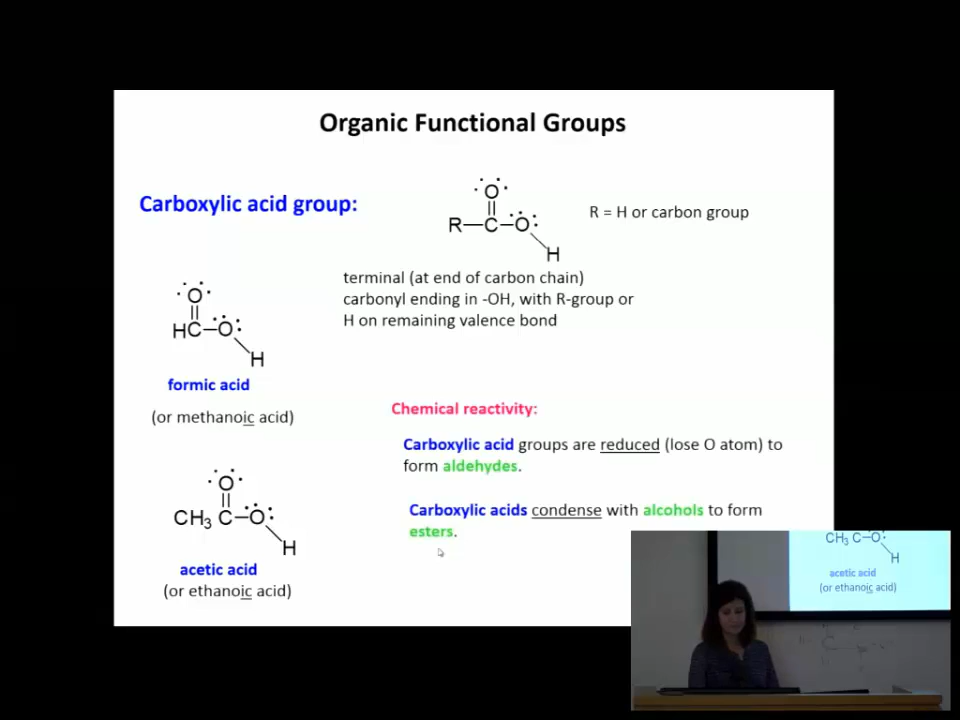 Organic Functional Groups
Carboxylic acid group:
O
R—C—O
H
R = H or carbon group
terminal (at end of carbon chain)
carbonyl ending in -OH, with R-group or
H on remaining valence bond
O
HC—O
H
formic acid
(or methanoic acid)
Chemical reactivity:
Carboxylic acid groups are reduced (lose O atom) to
form aldehydes.
Carboxylic acids condense with alcohols to form
esters.
O
CH3 C—O
H
acetic acid
(or ethanoic acid)
CH3 C—O
H
acetic acid
(or ethanoic acid)